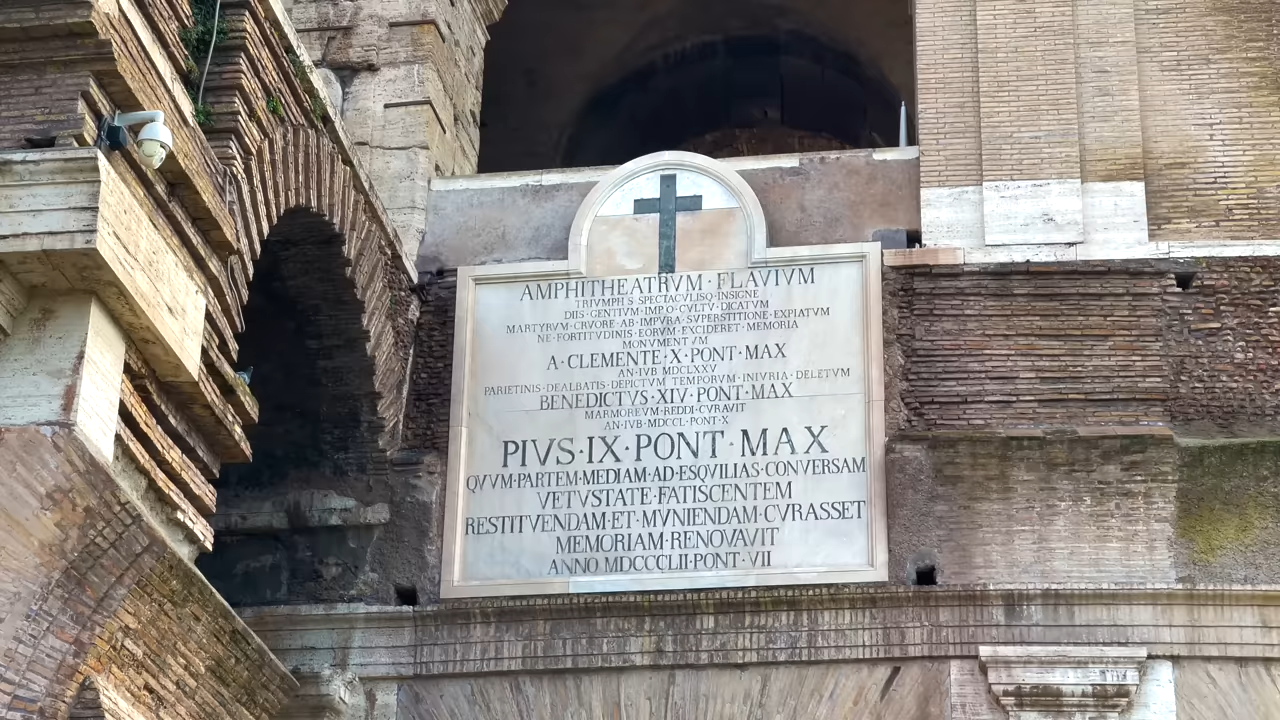 AMPHITHEATRVM·FLAVIVM
TRIVMPHIS SPECTACVLISQ·INSIGNE
DIIS·GENTIVM·IMPIO·CVLTV·DICATVM
MARTYRVM·CRVORE·AB·IMPVRA·SVPERSTITIONE·EXPIATVM
NE·FORTITVDINIS·EORVM·EXCIDERET·MEMORIA
MONVMENTVM
A·CLEMENTE·X·PONT·MAX
AN·IVB·MDCLXXV
PARIETINIS·DEALBATIS·DEPICTVM TEMPORVM·INIVRIA·DELETVM
BENEDICTVS·XIV·PONT·MAX
MARMOREVM·REDDI·CVRAVIT
AN·IVB·MDCCL·PONT·X
PIVS·IX·PONT·MAX
QVVM·PARTEM·MEDIAM·AD·ESQVILIAS·CONVERSAM
VETVSTATE·FATISCENTEM
RESTITVENDAM·ET·MVNIENDAM·CVRASSET
MEMORIAM·RENOVAVIT
ANNO MDCCCLII·PONT·VII